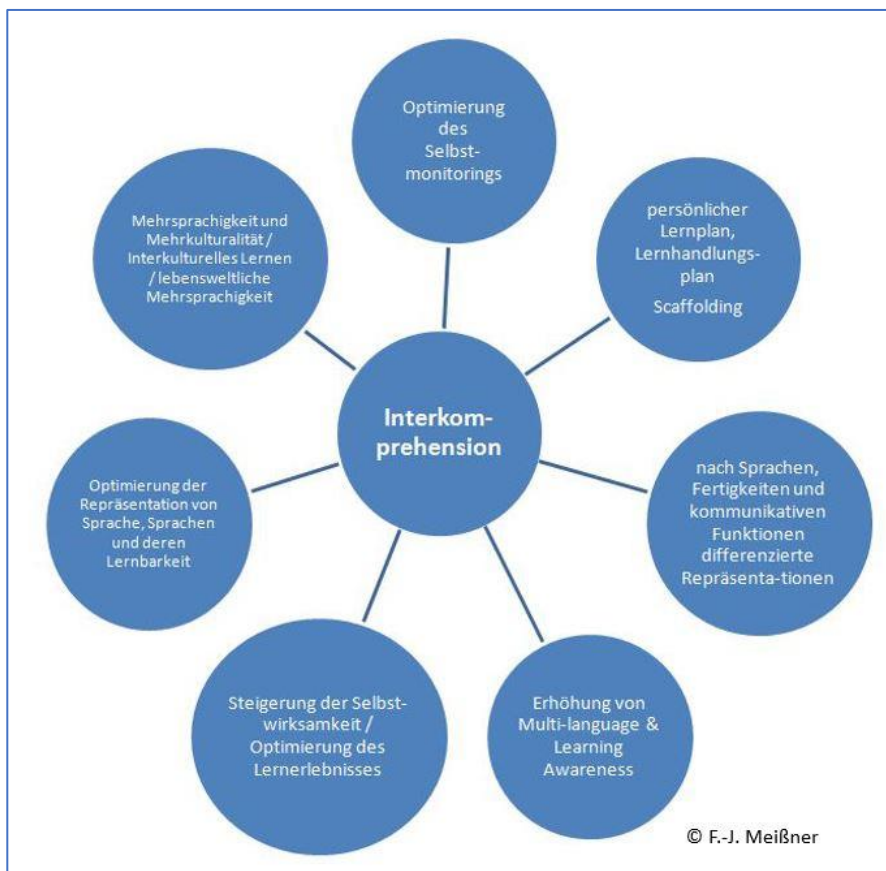 Optimierung
des
Selbst-
monitorings
persönlicher
Lernplan,
Lernhandlungs-
plan
Scaffolding
Mehrsprachigkeit und
Mehrkulturalität /
Interkulturelles Lernen
/ lebensweltliche
Mehrsprachigkeit
Interkom-
prehension
nach Sprachen,
Fertigkeiten und
kommunikativen
Funktionen
differenzierte
Repräsenta-tionen
Optimierung der
Repräsentation von
Sprache, Sprachen
und deren
Lernbarkeit
Steigerung der Selbst-
wirksamkeit /
Optimierung des
Lernerlebnisses
Erhöhung von
Multi-language &
Learning
Awareness
© F.-J. Meißner